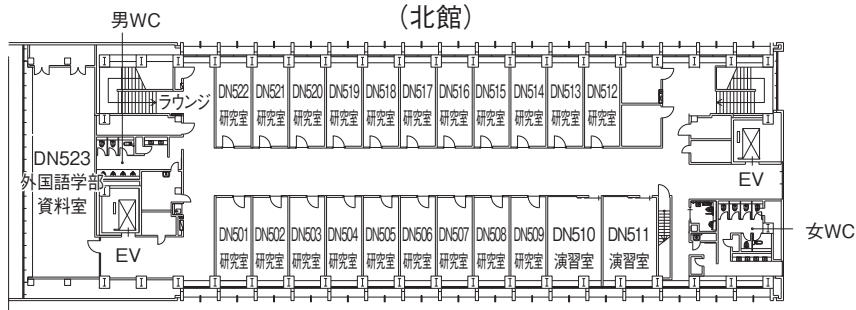 (北館)
男WC
ラウンジ
DN522
研究室
DN521
研究室
DN520
研究室
DN519
研究室
DN518
研究室
DN517
研究室
DN516
研究室
DN515
研究室
DN514
研究室
DN513
研究室
DN512
研究室
DN523
外国語学部
資料室
EV
EV
DN501
研究室
DN502
研究室
DN503
研究室
DN504
研究室
DN505
研究室
DN506
研究室
DN507
研究室
DN508
研究室
DN509
研究室
DN510
演習室
DN511
演習室
女WC